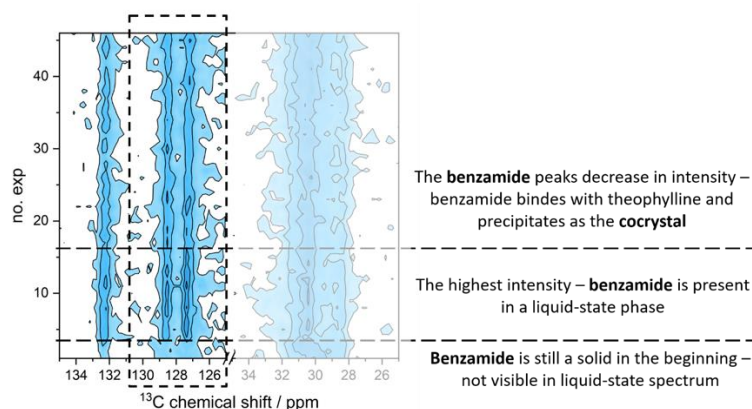 40
30
20
10
no. exp
134 132 130 128 126 34 32 30 28 26
¹³C chemical shift / ppm
The benzamide peaks decrease in intensity –
benzamide bindes with theophylline and
precipitates as the cocrystal
The highest intensity – benzamide is present
in a liquid-state phase
Benzamide is still a solid in the beginning –
not visible in liquid-state spectrum